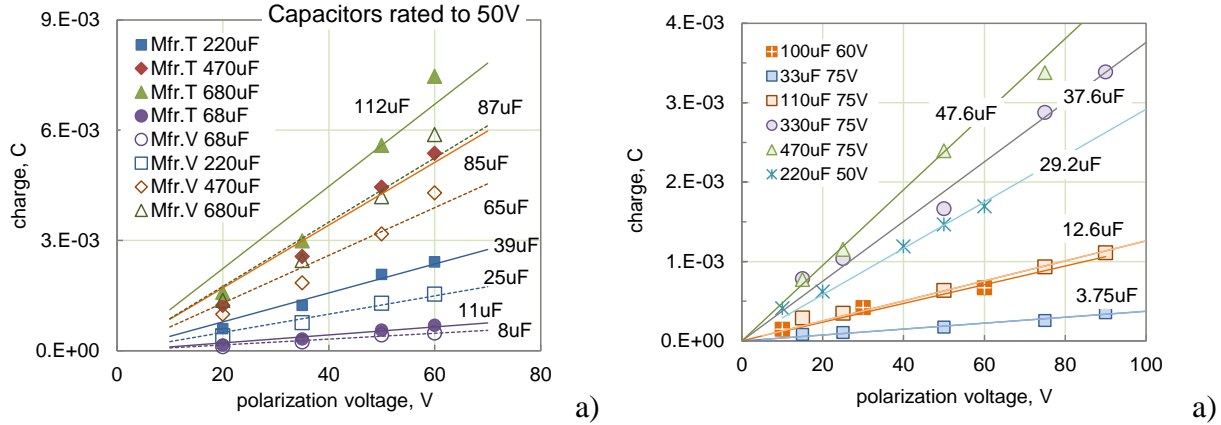 Capacitors rated to 50V
9.E-03
6.E-03
3.E-03
0.E+00
charge, C
Mfr.T 220uF
Mfr.T 470uF
Mfr.T 680uF
Mfr.T 68uF
Mfr.V 68uF
Mfr.V 220uF
Mfr.V 470uF
Mfr.V 680uF
112uF
87uF
85uF
65uF
39uF
25uF
11uF
8uF
0 20 40 60 80
polarization voltage, V
a)
4.E-03
3.E-03
2.E-03
1.E-03
0.E+00
charge, C
100uF 60V
33uF 75V
110uF 75V
330uF 75V
470uF 75V
220uF 50V
47.6uF
37.6uF
29.2uF
12.6uF
3.75uF
0 20 40 60 80 100
polarization voltage, V
a)